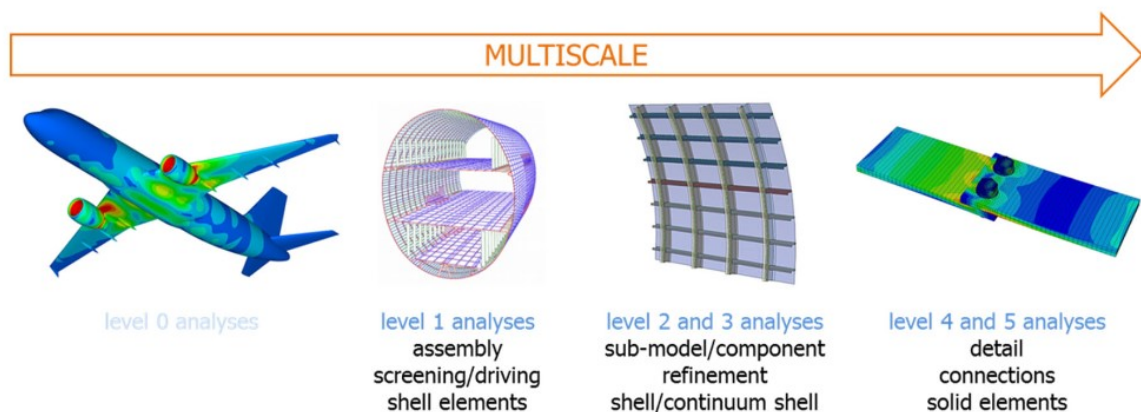 MULTISCALE
level 0 analyses
level 1 analyses
assembly
screening/driving
shell elements
level 2 and 3 analyses
sub-model/component
refinement
shell/continuum shell
level 4 and 5 analyses
detail
connections
solid elements